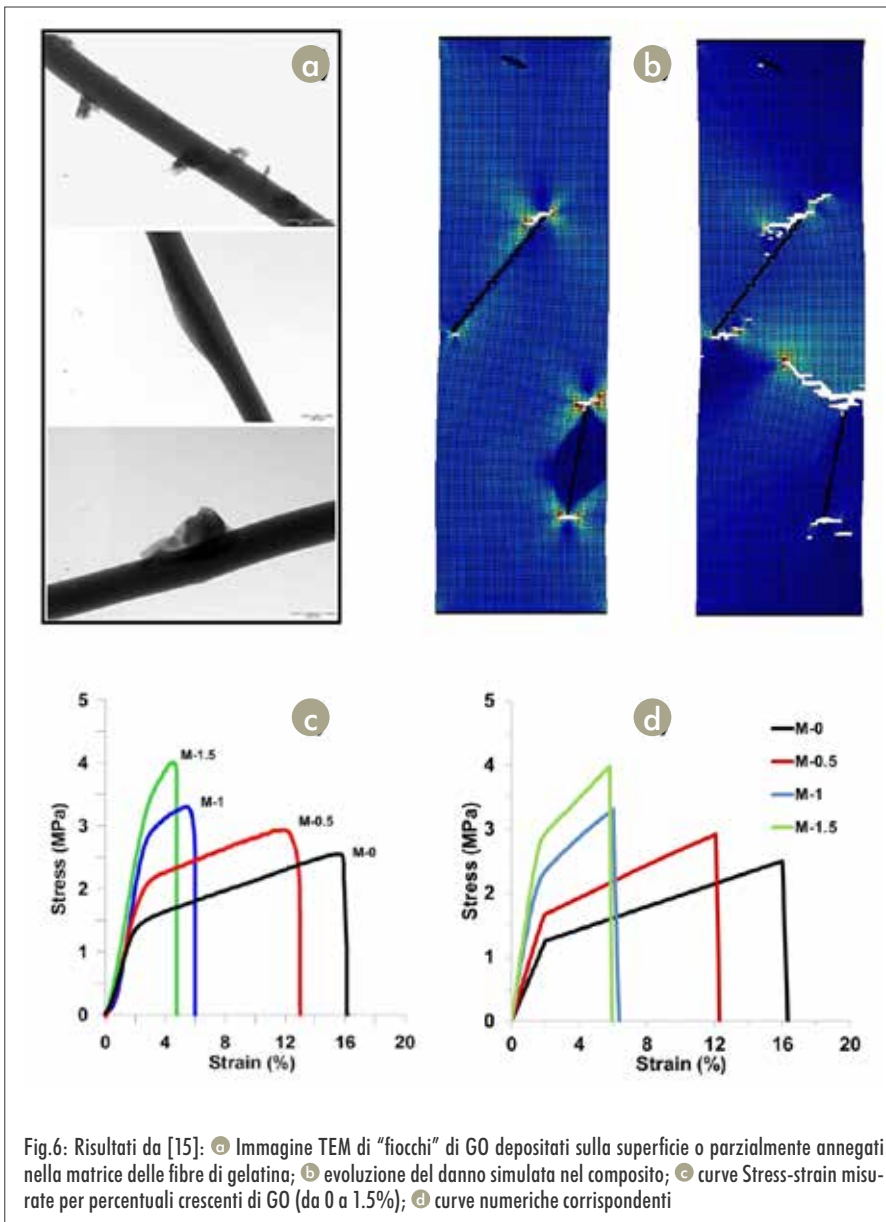 a
b
c
5
4
3
2
1
0
Stress (MPa)
M-1.5
M-1
M-0.5
M-0
0 4 8 12 16 20
Strain (%)
d
5
4
3
2
1
0
Stress (MPa)
M-0
M-0.5
M-1
M-1.5
0 4 8 12 16 20
Strain (%)
Fig.6: Risultati da [15]: a Immagine TEM di “fiocchi” di GO depositati sulla superficie o parzialmente annegati
nella matrice delle fibre di gelatina; b evoluzione del danno simulata nel composito; c curve Stress-strain misu-
rate per percentuali crescenti di GO (da 0 a 1.5%); d curve numeriche corrispondenti